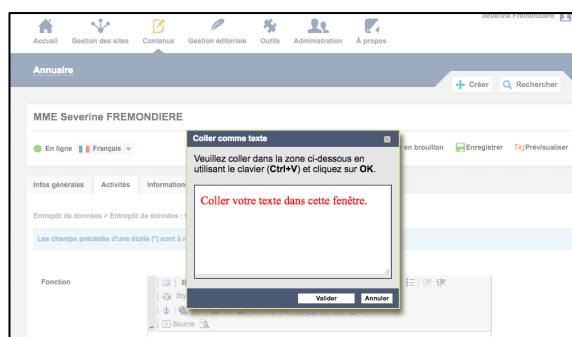 Severine Fremondiere
Accueil Gestion des sites Contenus Gestion éditoriale Outils Administration À propos
Annuaire
Créer Rechercher
MME Severine FREMONDIERE
En ligne Français en brouillon Enregistrer Prévisualiser
Coller comme texte
Veuillez coller dans la zone ci-dessous en
utilisant le clavier (Ctrl+V) et cliquez sur OK.
Infos générales Activités Information
Coller votre texte dans cette fenêtre.
Entrepôt de données > Entrepôt de données :
Les champs précédés d'une étoile (*) sont à
Fonction
Valider Annuler
Source